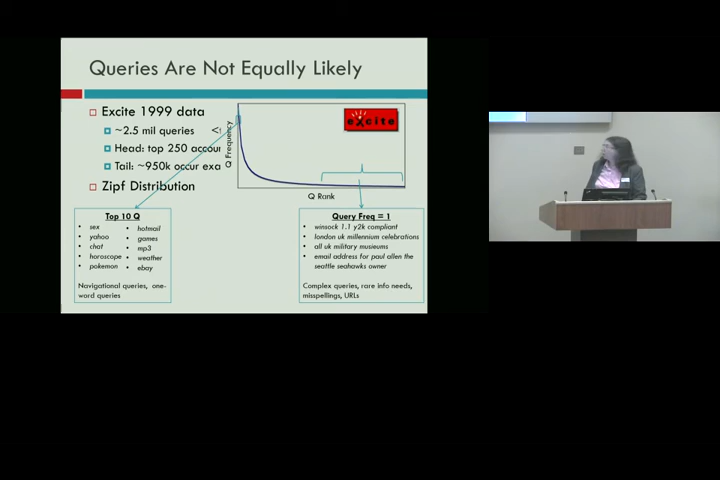 Queries Are Not Equally Likely
Excite 1999 data
~2.5 mil queries <
Head: top 250
Tail: ~950k occur
Zipf Distribution
Q Frequency
excite
Q Rank
Top 10 Q
sex
yahoo
chat
horoscope
pokemon
hotmail
games
mp3
weather
ebay
Navigational queries, one-
word queries
Query Freq = 1
winsock 1.1 y2k compliant
london uk millennium celebrations
all uk military musieums
email address for paul allen the
seattle seahawks owner
Complex queries, rare info needs,
misspellings, URLs